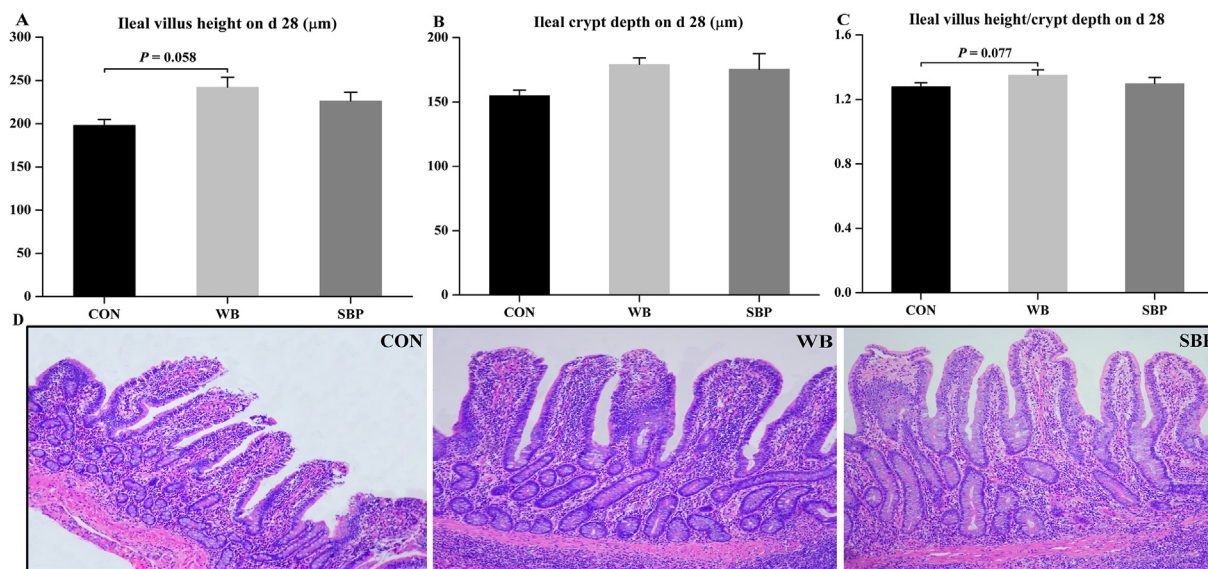 A
Ileal villus height on d 28 (μm)
300
250
200
150
100
50
0
P = 0.058
CON
WB
SBP
B
Ileal crypt depth on d 28 (μm)
200
150
100
50
0
CON
WB
SBP
C
Ileal villus height/crypt depth on d 28
1.6
1.2
0.8
0.4
0.0
P = 0.077
CON
WB
SBP
D
CON
WB
SBP